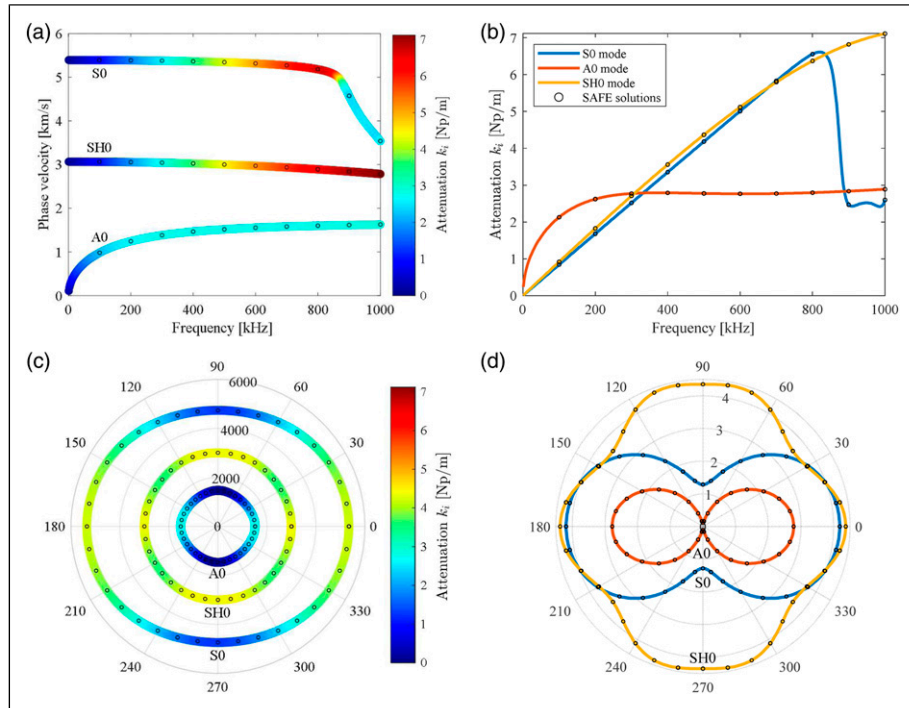 (a)
Phase velocity [km/s]
6
5
4
3
2
1
0
S0
SH0
A0
0 200 400 600 800 1000
Frequency [kHz]
7
6
5
4
3
2
1
0
Attenuation k_i [Np/m]
(b)
Attenuation k_i [Np/m]
7
6
5
4
3
2
1
0
S0 mode
A0 mode
SH0 mode
SAFE solutions
0 200 400 600 800 1000
Frequency [kHz]
(c)
90
120
6000
60
150
4000
30
2000
180
0
0
A0
SH0
210
330
S0
240
300
270
7
6
5
4
3
2
1
0
Attenuation k_i [Np/m]
(d)
90
120
60
4
150
30
2
1
180
0
A0
S0
210
330
SH0
240
300
270